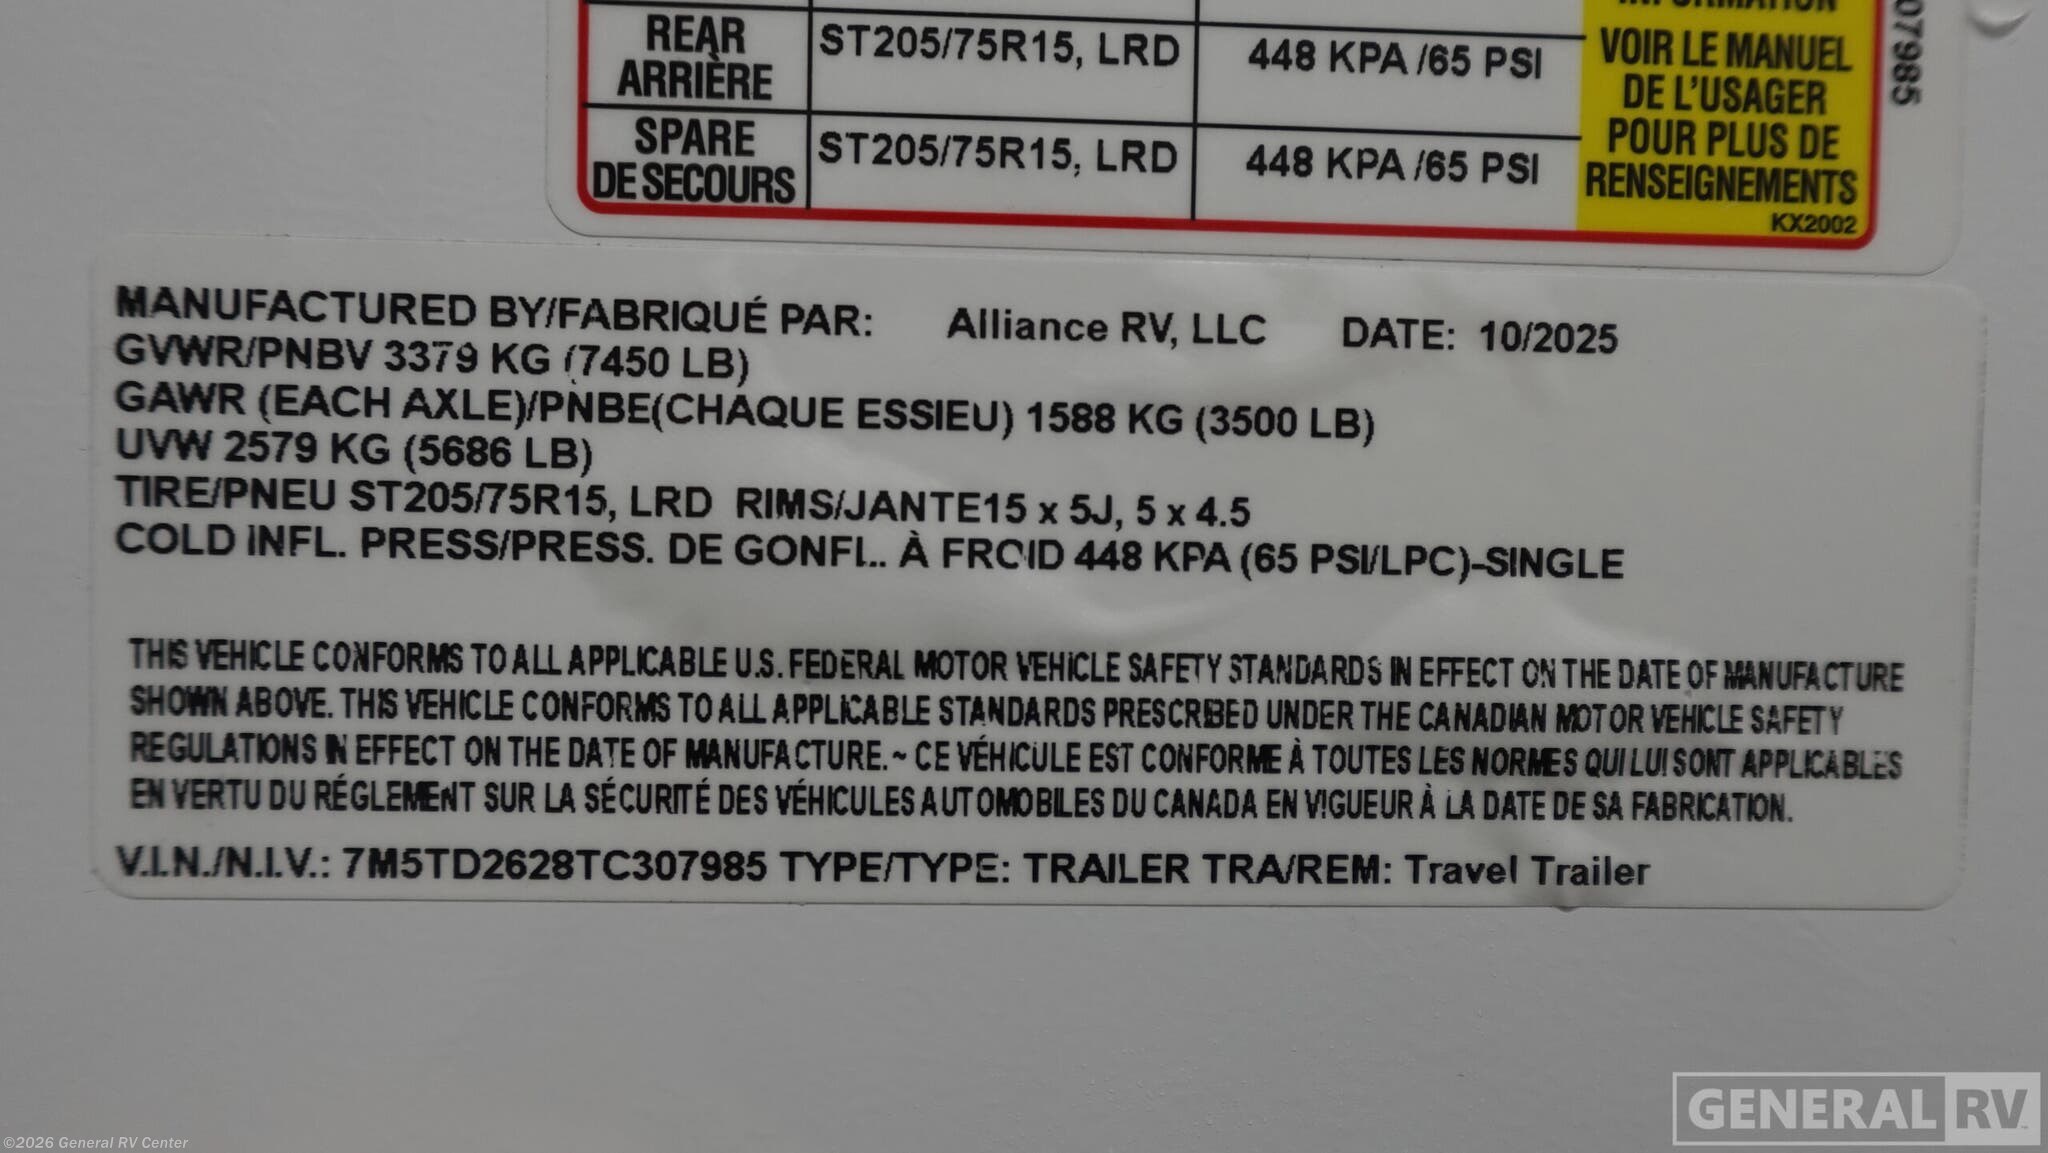 REAR
ARRIÈRE
ST205/75R15, LRD
448 KPA /65 PSI
SPARE
DE SECOURS
ST205/75R15, LRD
448 KPA /65 PSI
INFORMATION
VOIR LE MANUEL
DE L'USAGER
POUR PLUS DE
RENSEIGNEMENTS
KX2002
07985
MANUFACTURED BY/FABRIQUÉ PAR: Alliance RV, LLC DATE: 10/2025
GVWR/PNBV 3379 KG (7450 LB)
GAWR (EACH AXLE)/PNBE(CHAQUE ESSIEU) 1588 KG (3500 LB)
UVW 2579 KG (5686 LB)
TIRE/PNEU ST205/75R15, LRD RIMS/JANTE15 x 5J, 5 x 4.5
COLD INFL. PRESS/PRESS. DE GONFL.. À FROID 448 KPA (65 PSI/LPC)-SINGLE
THIS VEHICLE CONFORMS TO ALL APPLICABLE U.S. FEDERAL MOTOR VEHICLE SAFETY STANDARDS IN EFFECT ON THE DATE OF MANUFACTURE
SHOWN ABOVE. THIS VEHICLE CONFORMS TO ALL APPLICABLE STANDARDS PRESCRIBED UNDER THE CANADIAN MOTOR VEHICLE SAFETY
REGULATIONS IN EFFECT ON THE DATE OF MANUFACTURE. ~ CE VÉHICULE EST CONFORME À TOUTES LES NORMES QUI LUI SONT APPLICABLES
EN VERTU DU RÉGLEMENT SUR LA SÉCURITÉ DES VÉHICULES AUTOMOBILES DU CANADA EN VIGUEUR À LA DATE DE SA FABRICATION.
V.I.N./N.I.V.: 7M5TD2628TC307985 TYPE/TYPE: TRAILER TRA/REM: Travel Trailer
GENERAL RV
©2026 General RV Center